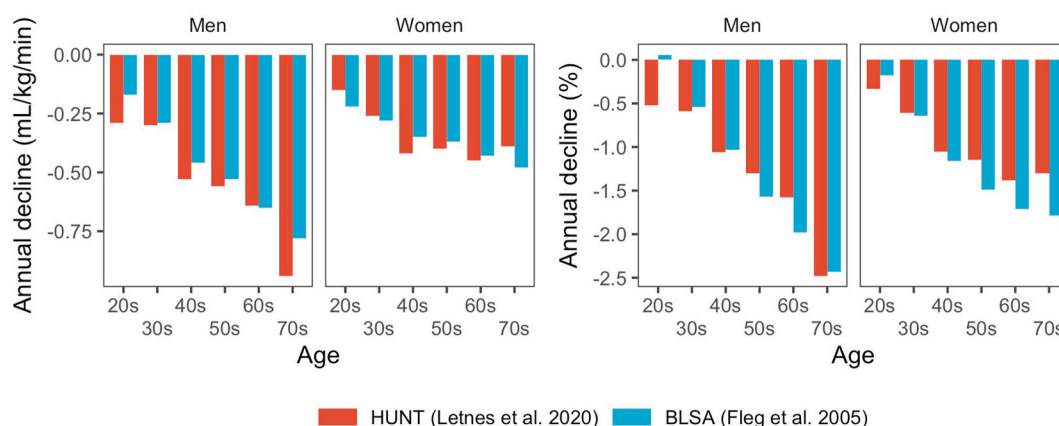 Men Women
0.00
-0.25
-0.50
-0.75
Annual decline (mL/kg/min)
20s 40s 60s 20s 40s 60s
30s 50s 70s 30s 50s 70s
Age
Men Women
0.0
-0.5
-1.0
-1.5
-2.0
-2.5
Annual decline (%)
20s 40s 60s 20s 40s 60s
30s 50s 70s 30s 50s 70s
Age
HUNT (Letnes et al. 2020) BLSA (Fleg et al. 2005)